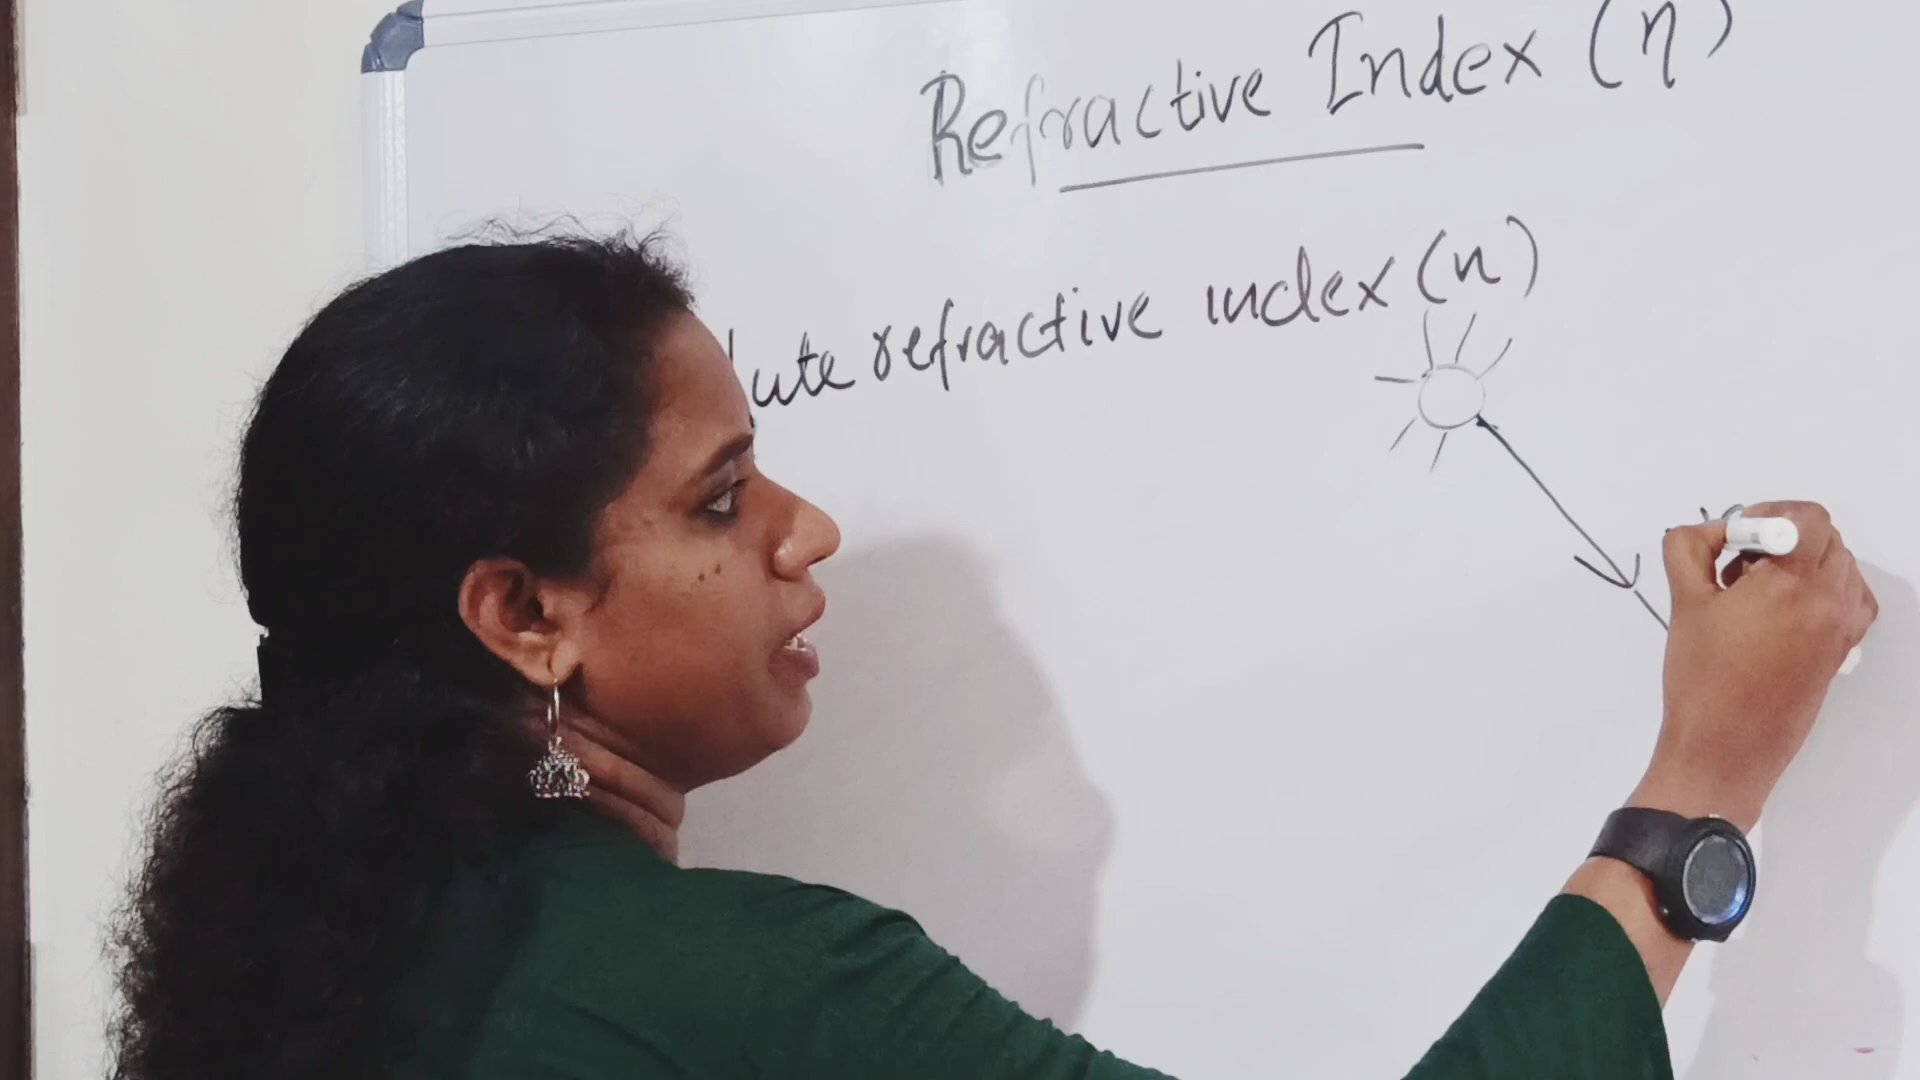 Refractive Index (η)
lute refractive index (n)